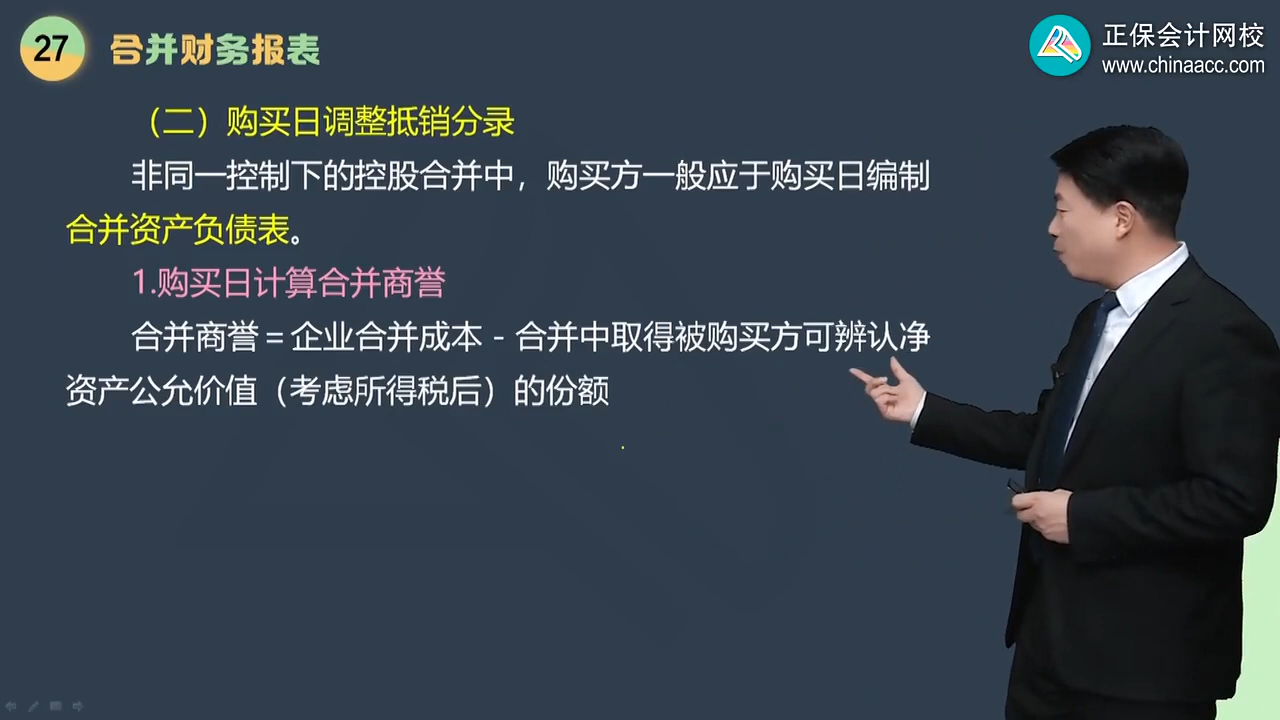 27 合并财务报表
正保会计网校
www.chinaacc.com
（二）购买日调整抵销分录
非同一控制下的控股合并中，购买方一般应于购买日编制
合并资产负债表。
1.购买日计算合并商誉
合并商誉＝企业合并成本－合并中取得被购买方可辨认净
资产公允价值（考虑所得税后）的份额